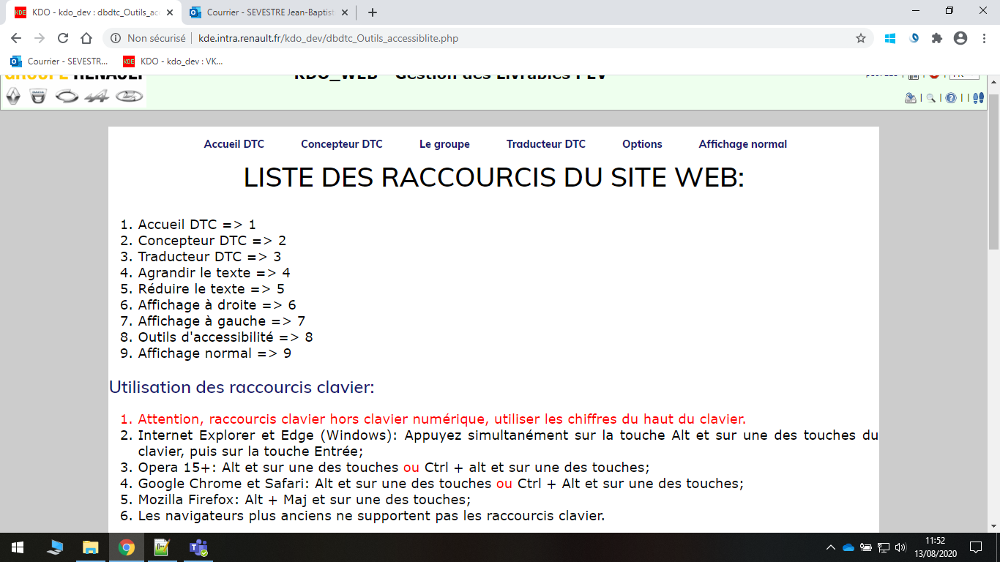 KDO - kdo_dev : dbdtc_Outils_acc
Courrier - SEVESTRE Jean-Baptist
Non sécurisé | kde.intra.renault.fr/kdo_dev/dbdtc_Outils_accessiblite.php
Courrier - SEVESTR...
KDE
KDO - kdo_dev : VK...
GROUPE RENAULT
KDO_WEB - Gestion des Livrables PEV
Accueil DTC Concepteur DTC Le groupe Traducteur DTC Options Affichage normal
LISTE DES RACCOURCIS DU SITE WEB:
1. Accueil DTC => 1
2. Concepteur DTC => 2
3. Traducteur DTC => 3
4. Agrandir le texte => 4
5. Réduire le texte => 5
6. Affichage à droite => 6
7. Affichage à gauche => 7
8. Outils d'accessibilité => 8
9. Affichage normal => 9
Utilisation des raccourcis clavier:
1. Attention, raccourcis clavier hors clavier numérique, utiliser les chiffres du haut du clavier.
2. Internet Explorer et Edge (Windows): Appuyez simultanément sur la touche Alt et sur une des touches du
clavier, puis sur la touche Entrée;
3. Opera 15+: Alt et sur une des touches ou Ctrl + alt et sur une des touches;
4. Google Chrome et Safari: Alt et sur une des touches ou Ctrl + Alt et sur une des touches;
5. Mozilla Firefox: Alt + Maj et sur une des touches;
6. Les navigateurs plus anciens ne supportent pas les raccourcis clavier.
11:52
13/08/2020